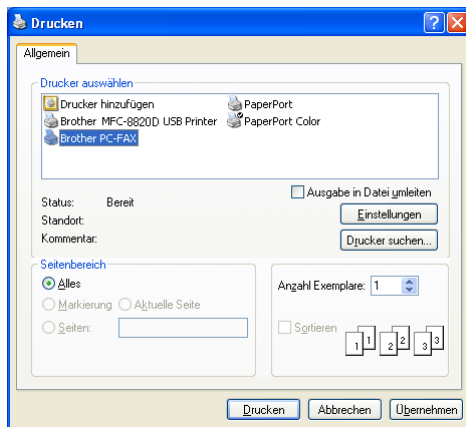 Drucken
Allgemein
Drucker auswählen
Drucker hinzufügen
PaperPort
Brother MFC-8820D USB Printer
PaperPort Color
Brother PC-FAX
Status: Bereit
Standort:
Kommentar:
Ausgabe in Datei umleiten
Einstellungen
Drucker suchen...
Seitenbereich
Alles
Markierung
Aktuelle Seite
Seiten:
Anzahl Exemplare: 1
Sortieren
1 1 2 2 3 3
Drucken
Abbrechen
Übernehmen